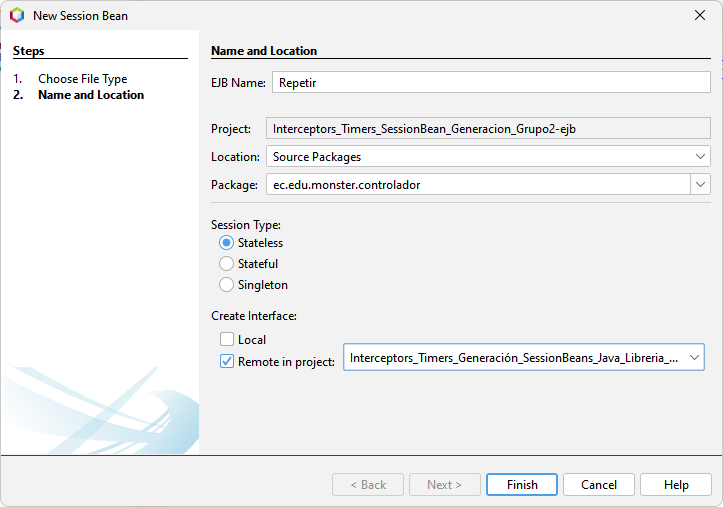 New Session Bean
Steps
1. Choose File Type
2. Name and Location
Name and Location
EJB Name: Repetir
Project: Interceptors_Timers_SessionBean_Generacion_Grupo2-ejb
Location: Source Packages
Package: ec.edu.monster.controlador
Session Type:
Stateless
Stateful
Singleton
Create Interface:
Local
Remote in project: Interceptors_Timers_Generación_SessionBeans_Java_Libreria_...
< Back Next > Finish Cancel Help